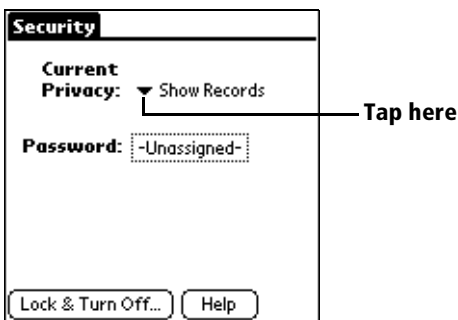 Security
Current
Privacy: Show Records
Tap here
Password: -Unassigned-
Lock & Turn Off... Help